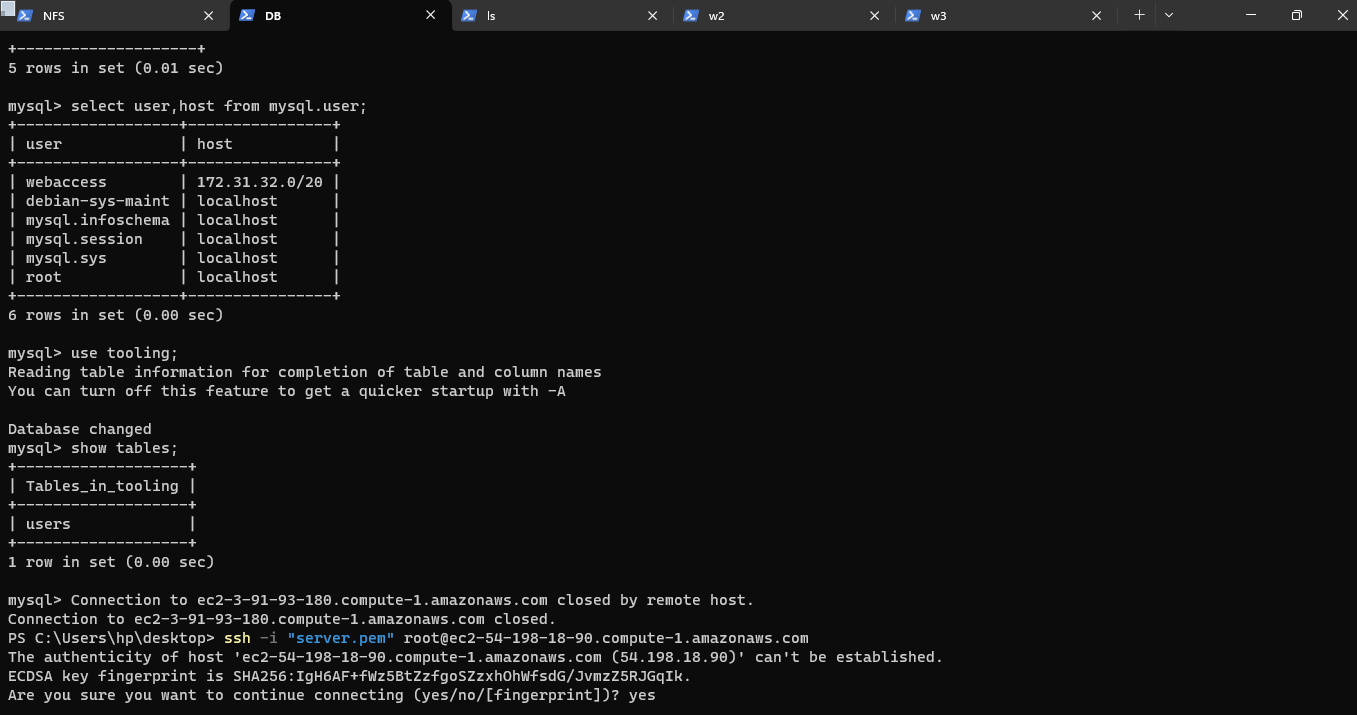 NFS
DB
ls
w2
w3
+--------------------+
5 rows in set (0.01 sec)
mysql> select user,host from mysql.user;
+------------------+----------------+
| user             | host           |
+------------------+----------------+
| webaccess        | 172.31.32.0/20 |
| debian-sys-maint | localhost      |
| mysql.infoschema | localhost      |
| mysql.session    | localhost      |
| mysql.sys        | localhost      |
| root             | localhost      |
+------------------+----------------+
6 rows in set (0.00 sec)
mysql> use tooling;
Reading table information for completion of table and column names
You can turn off this feature to get a quicker startup with -A
Database changed
mysql> show tables;
+-------------------+
| Tables_in_tooling |
+-------------------+
| users             |
+-------------------+
1 row in set (0.00 sec)
mysql> Connection to ec2-3-91-93-180.compute-1.amazonaws.com closed by remote host.
Connection to ec2-3-91-93-180.compute-1.amazonaws.com closed.
PS C:\Users\hp\desktop> ssh -i "server.pem" root@ec2-54-198-18-90.compute-1.amazonaws.com
The authenticity of host 'ec2-54-198-18-90.compute-1.amazonaws.com (54.198.18.90)' can't be established.
ECDSA key fingerprint is SHA256:IgH6AF+fWz5BtZzfgoSZzxhOhWfsdG/JvmzZ5RJGqIk.
Are you sure you want to continue connecting (yes/no/[fingerprint])? yes